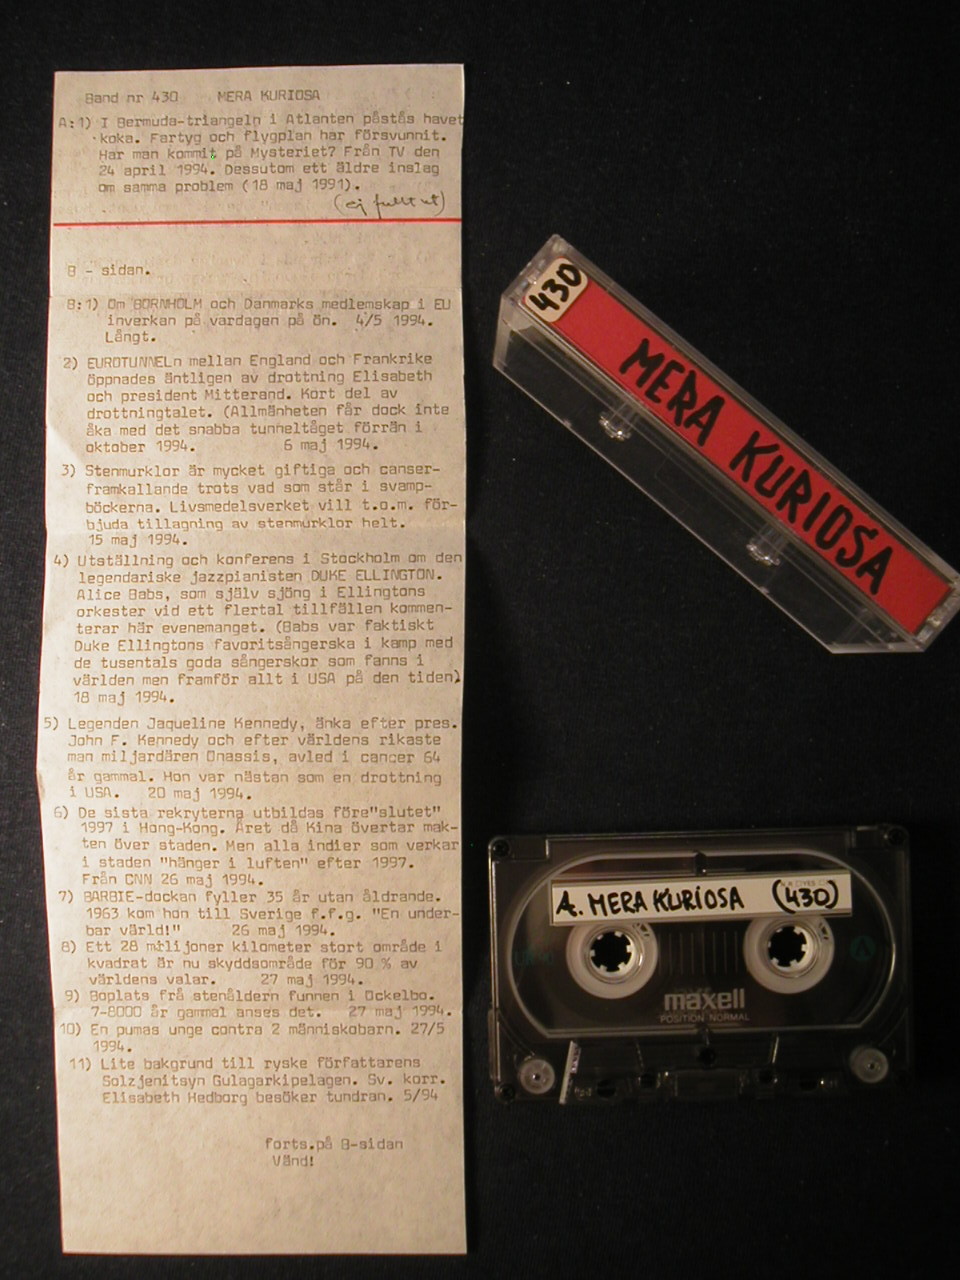 Band nr 430 MERA KURIOSA
A:1) I Bermuda-triangeln i Atlanten påstås havet
koka. Fartyg och flygplan har försvunnit.
Har man kommit på Mysteriet? Från TV den
24 april 1994. Dessutom ett äldre inslag
om samma problem (18 maj 1991).
(ej fullt ut)
B - sidan.
B:1) Om BORNHOLM och Danmarks medlemskap i EU
inverkan på vardagen på ön. 4/5 1994.
Långt.
2) EUROTUNNELn mellan England och Frankrike
öppnades äntligen av drottning Elisabeth
och president Mitterand. Kort del av
drottningtalet. (Allmänheten får dock inte
åka med det snabba tunneltåget förrän i
oktober 1994. 6 maj 1994.
3) Stenmurklor är mycket giftiga och canser-
framkallande trots vad som står i svamp-
böckerna. Livsmedelsverket vill t.o.m. för-
bjuda tillagning av stenmurklor helt.
15 maj 1994.
4) Utställning och konferens i Stockholm om den
legendariske jazzpianisten DUKE ELLINGTON.
Alice Babs, som själv sjöng i Ellingtons
orkester vid ett flertal tillfällen kommen-
terar här evenemanget. (Babs var faktiskt
Duke Ellingtons favoritsångerska i kamp med
de tusentals goda sångerskor som fanns i
världen men framför allt i USA på den tiden)
18 maj 1994.
5) Legenden Jaqueline Kennedy, änka efter pres.
John F. Kennedy och efter världens rikaste
man miljardären Onassis, avled i cancer 64
år gammal. Hon var nästan som en drottning
i USA. 20 maj 1994.
6) De sista rekryterna utbildas före"slutet"
1997 i Hong-Kong. Året då Kina övertar mak-
ten över staden. Men alla indier som verkar
i staden "hänger i luften" efter 1997.
Från CNN 26 maj 1994.
7) BARBIE-dockan fyller 35 år utan åldrande.
1963 kom hon till Sverige f.f.g. "En under-
bar värld!" 26 maj 1994.
8) Ett 28 miljoner kilometer stort område i
kvadrat är nu skyddsområde för 90 % av
världens valar. 27 maj 1994.
9) Boplats frå stenåldern funnen i Ockelbo.
7-8000 år gammal anses det. 27 maj 1994.
10) En pumas unge contra 2 människobarn. 27/5
1994.
11) Lite bakgrund till ryske författarens
Solzjenitsyn Gulagarkipelagen. Sv. korr.
Elisabeth Hedborg besöker tundran. 5/94
forts.på B-sidan
Vänd!
430
MERA KURIOSA
A. MERA KURIOSA (430)
maxell
POSITION NORMAL